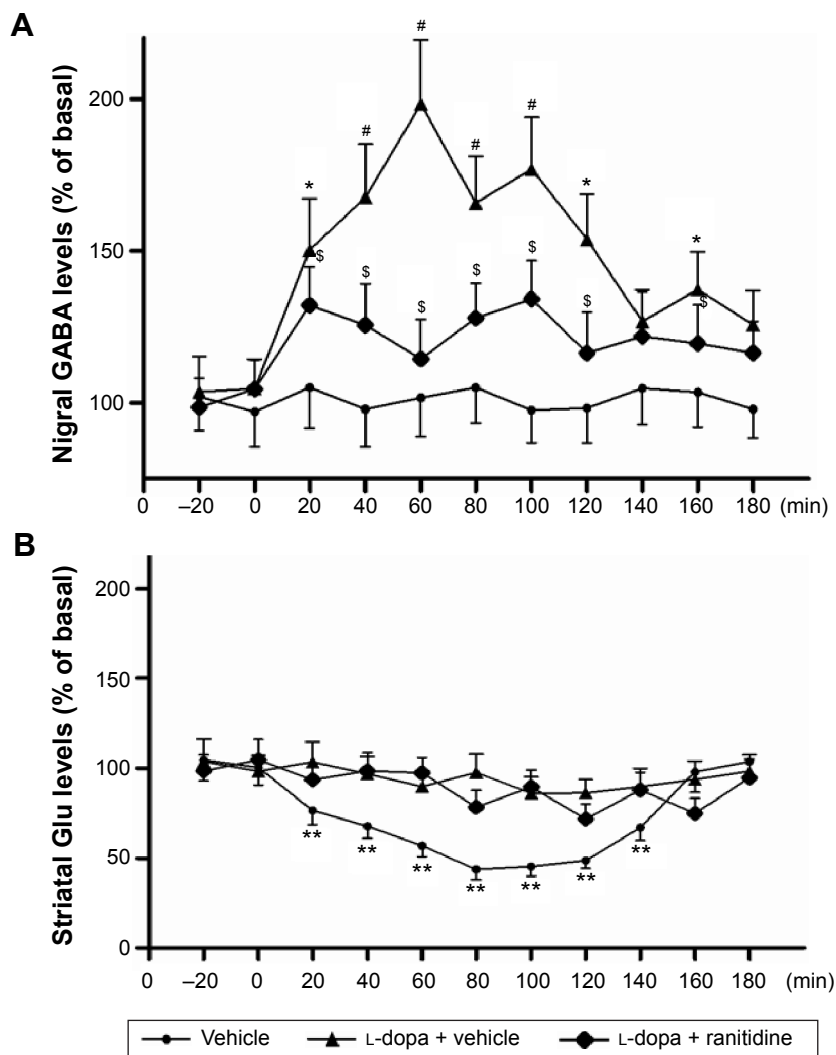 A
Nigral GABA levels (% of basal)
200
150
100
# # # # * * *
$ $ $ $ $ $ $
0 –20 0 20 40 60 80 100 120 140 160 180 (min)
B
Striatal Glu levels (% of basal)
200
150
100
50
0
** ** ** ** ** ** **
0 –20 0 20 40 60 80 100 120 140 160 180 (min)
Vehicle L-dopa + vehicle L-dopa + ranitidine